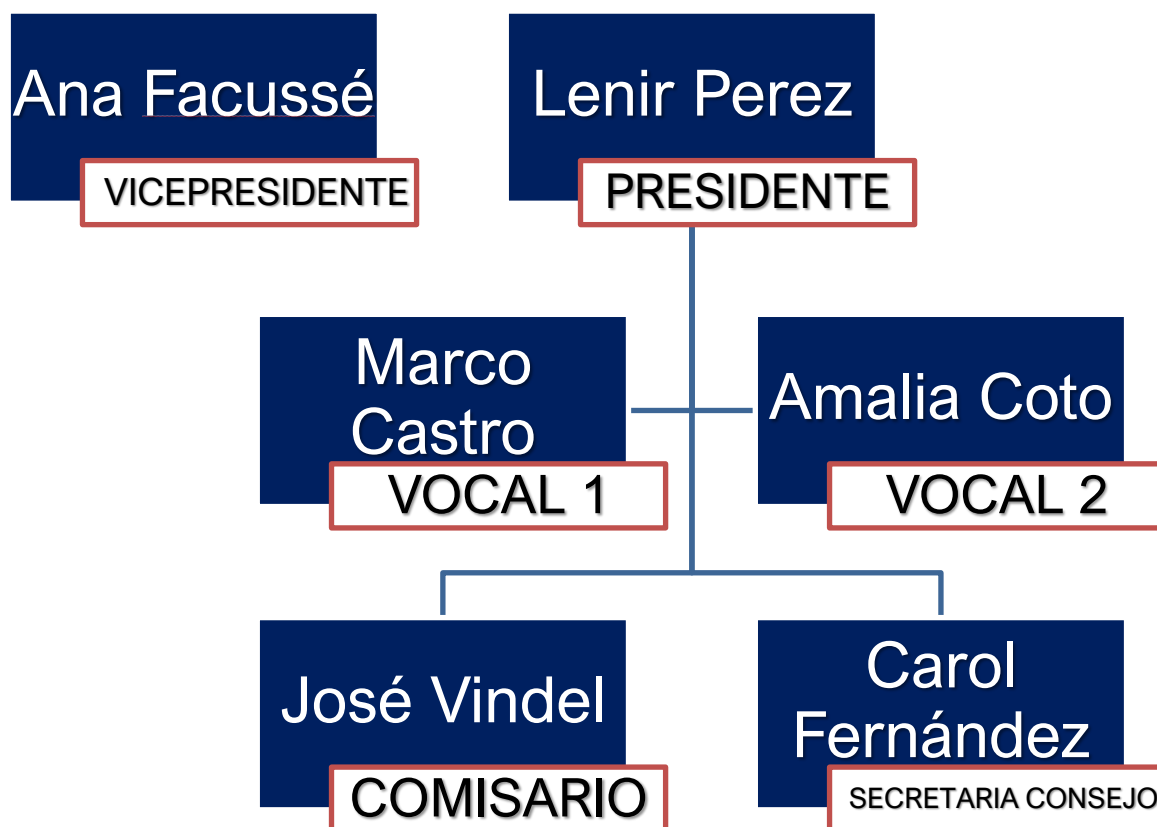 Ana Facussé
VICEPRESIDENTE
Lenir Perez
PRESIDENTE
Marco
Castro
VOCAL 1
Amalia Coto
VOCAL 2
José Vindel
COMISARIO
Carol
Fernández
SECRETARIA CONSEJO